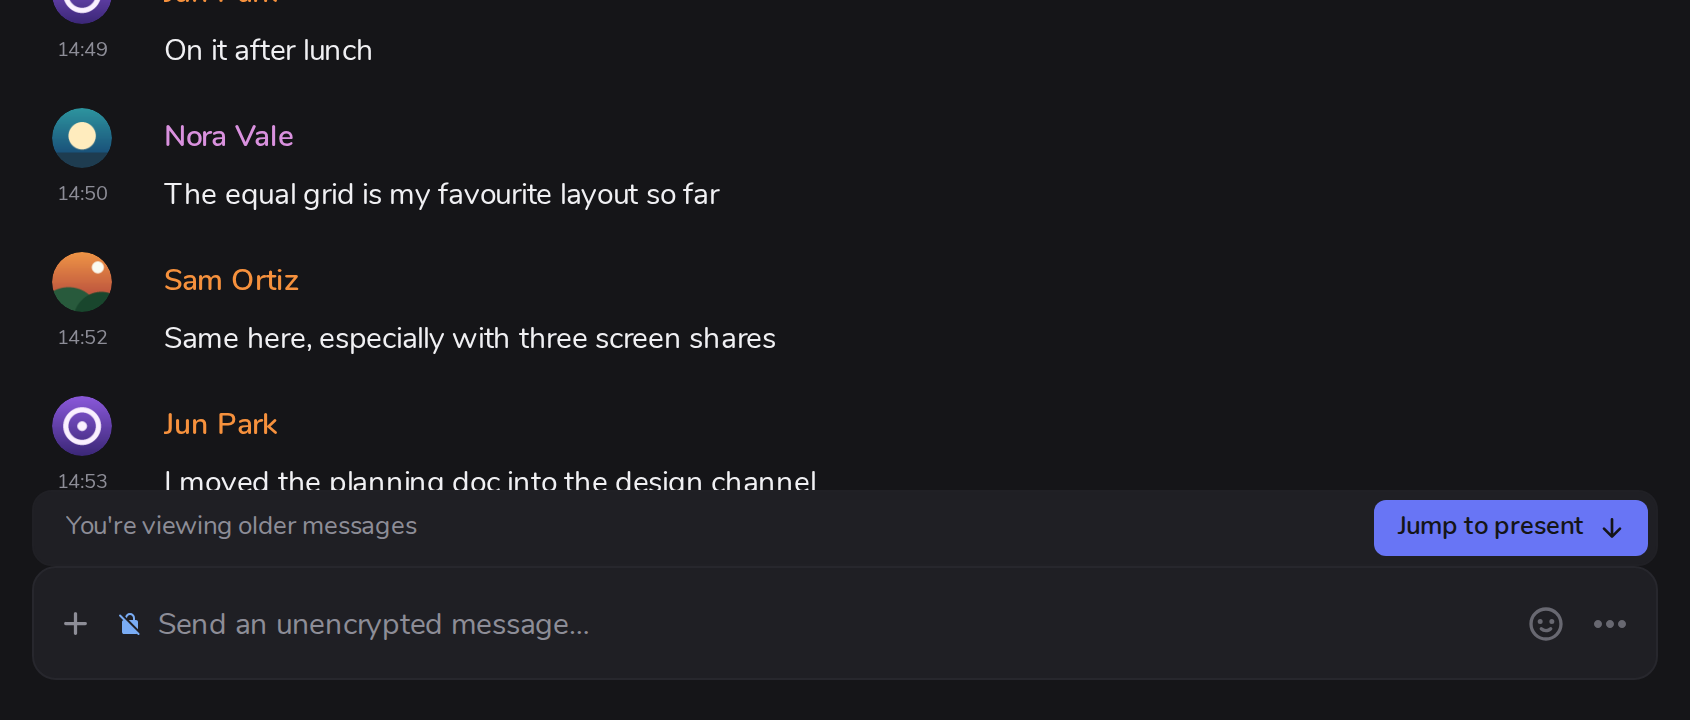 Jun Park
14:49 On it after lunch
Nora Vale
14:50 The equal grid is my favourite layout so far
Sam Ortiz
14:52 Same here, especially with three screen shares
Jun Park
14:53 I moved the planning doc into the design channel
You're viewing older messages
Jump to present
Send an unencrypted message...